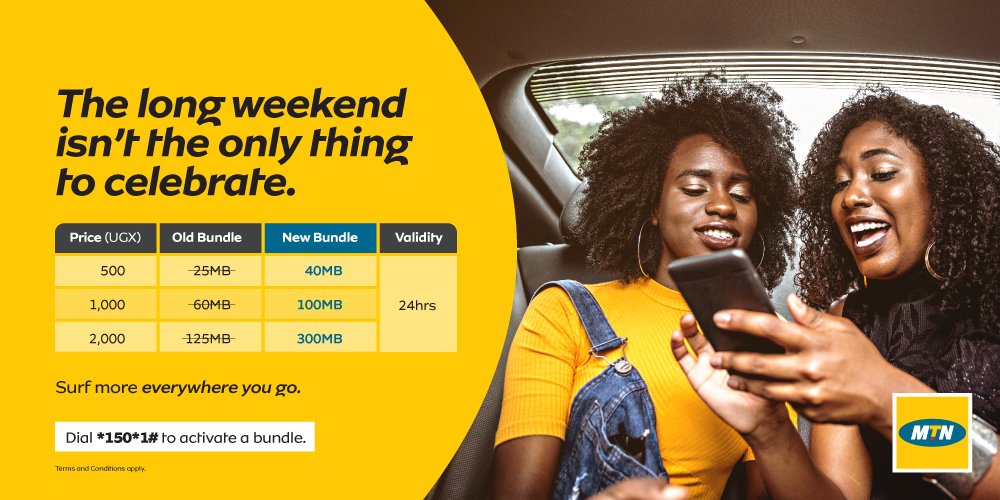 The long weekend
isn't the only thing
to celebrate.
Price (UGX) Old Bundle New Bundle Validity
500 25MB 40MB
1,000 60MB 100MB 24hrs
2,000 125MB 300MB
Surf more everywhere you go.
Dial *150*1# to activate a bundle.
Terms and Conditions apply.
MTN